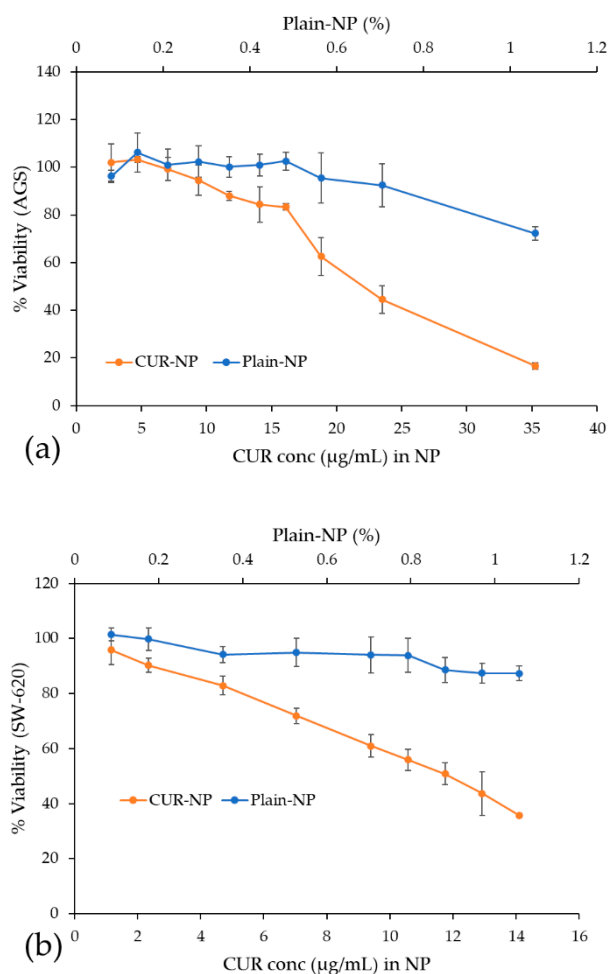 Plain-NP (%)
0 0.2 0.4 0.6 0.8 1 1.2
140
120
100
80
60
40
20
0
% Viability (AGS)
CUR-NP Plain-NP
0 5 10 15 20 25 30 35 40
CUR conc (µg/mL) in NP
(a)
Plain-NP (%)
0 0.2 0.4 0.6 0.8 1 1.2
120
100
80
60
40
20
0
% Viability (SW-620)
CUR-NP Plain-NP
0 2 4 6 8 10 12 14 16
CUR conc (µg/mL) in NP
(b)